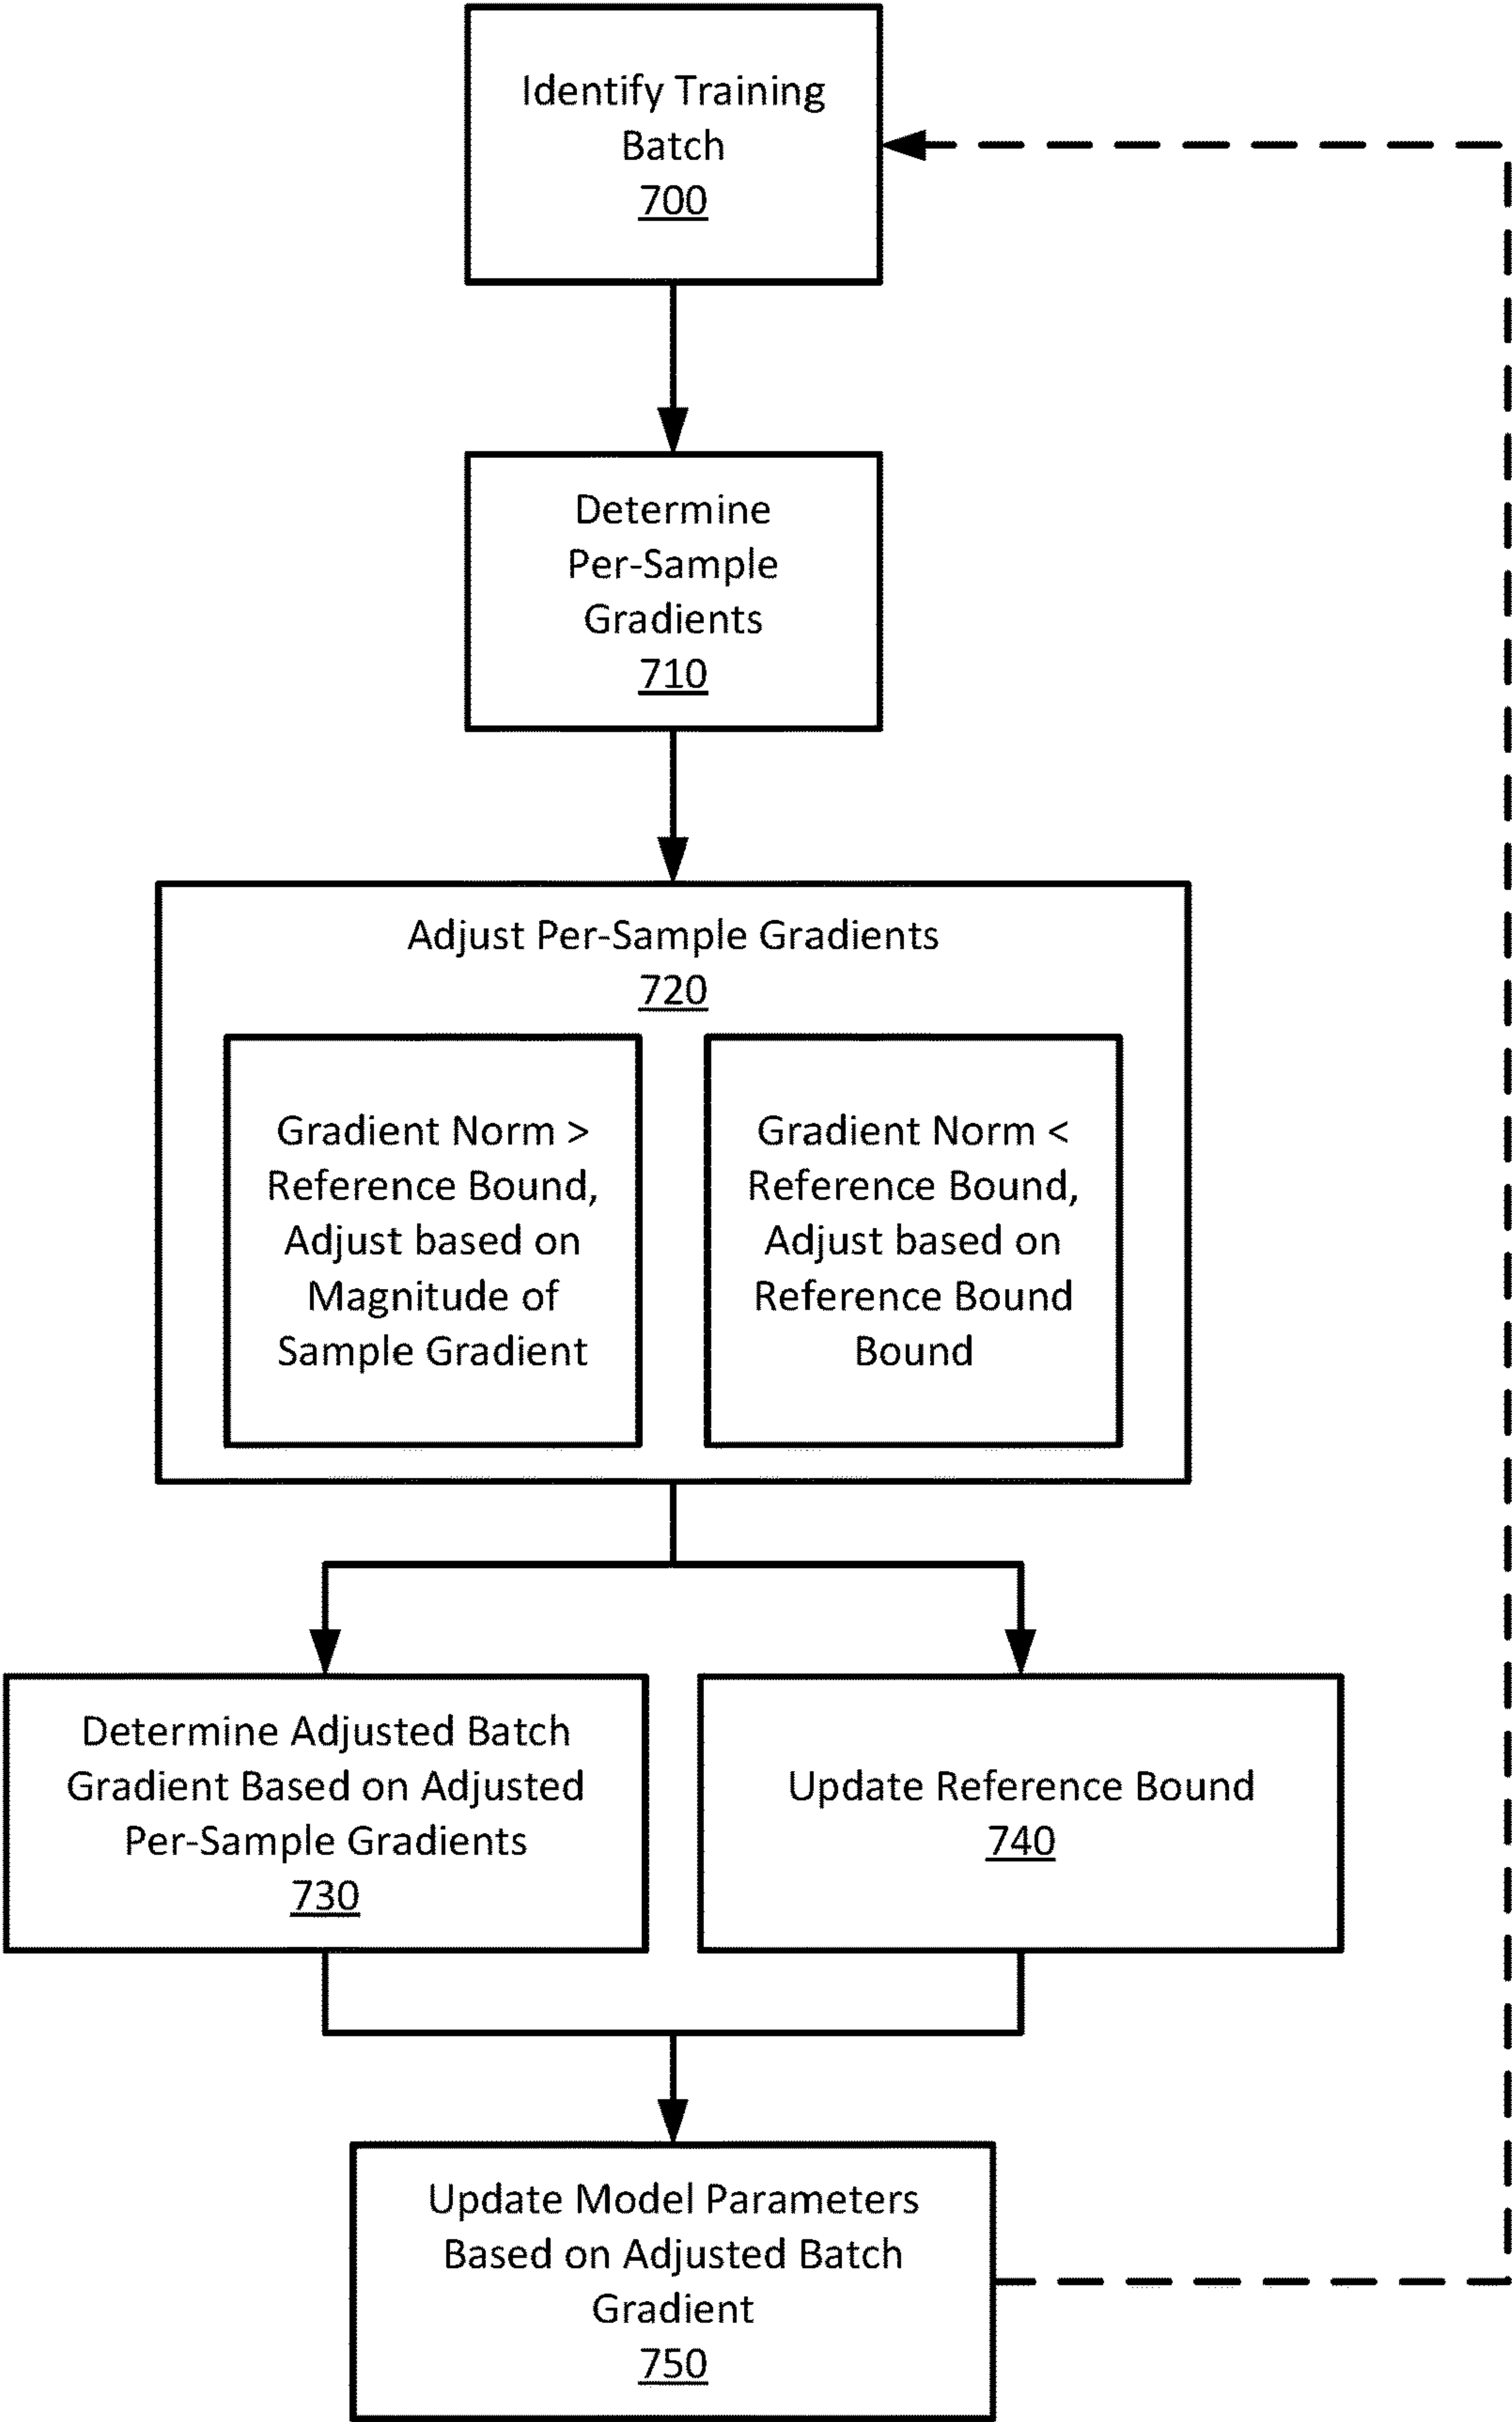 Identify Training
Batch
700
Determine
Per-Sample
Gradients
710
Adjust Per-Sample Gradients
720
Gradient Norm >
Reference Bound,
Adjust based on
Magnitude of
Sample Gradient
Gradient Norm <
Reference Bound,
Adjust based on
Reference Bound
Bound
Determine Adjusted Batch
Gradient Based on Adjusted
Per-Sample Gradients
730
Update Reference Bound
740
Update Model Parameters
Based on Adjusted Batch
Gradient
750